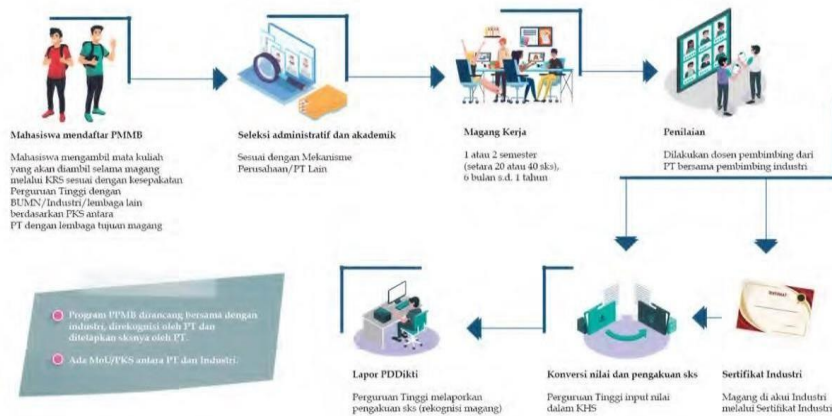 Mahasiswa mendaftar PMMB
Mahasiswa mengambil mata kuliah
yang akan diambil selama magang
melalui KRS sesuai dengan kesepakatan
Perguruan Tinggi dengan
BUMN/Industri/lembaga lain
berdasarkan PKS antara
PT dengan lembaga tujuan magang
Seleksi administratif dan akademik
Sesuai dengan Mekanisme
Perusahaan/PT Lain
Magang Kerja
1 atau 2 semester
(setara 20 atau 40 sks),
6 bulan s.d. 1 tahun
Penilaian
Dilakukan dosen pembimbing dari
PT bersama pembimbing industri
Sertifikat Industri
Magang di akui Industri
melalui Sertifikat Industri
Konversi nilai dan pengakuan sks
Perguruan Tinggi input nilai
dalam KHS
Lapor PDDikti
Perguruan Tinggi melaporkan
pengakuan sks (rekognisi magang)
Program PPMB dirancang bersama dengan
industri, direkognisi oleh PT dan
ditetapkan sksnya oleh PT.
Ada MoU/PKS antara PT dan Industri.